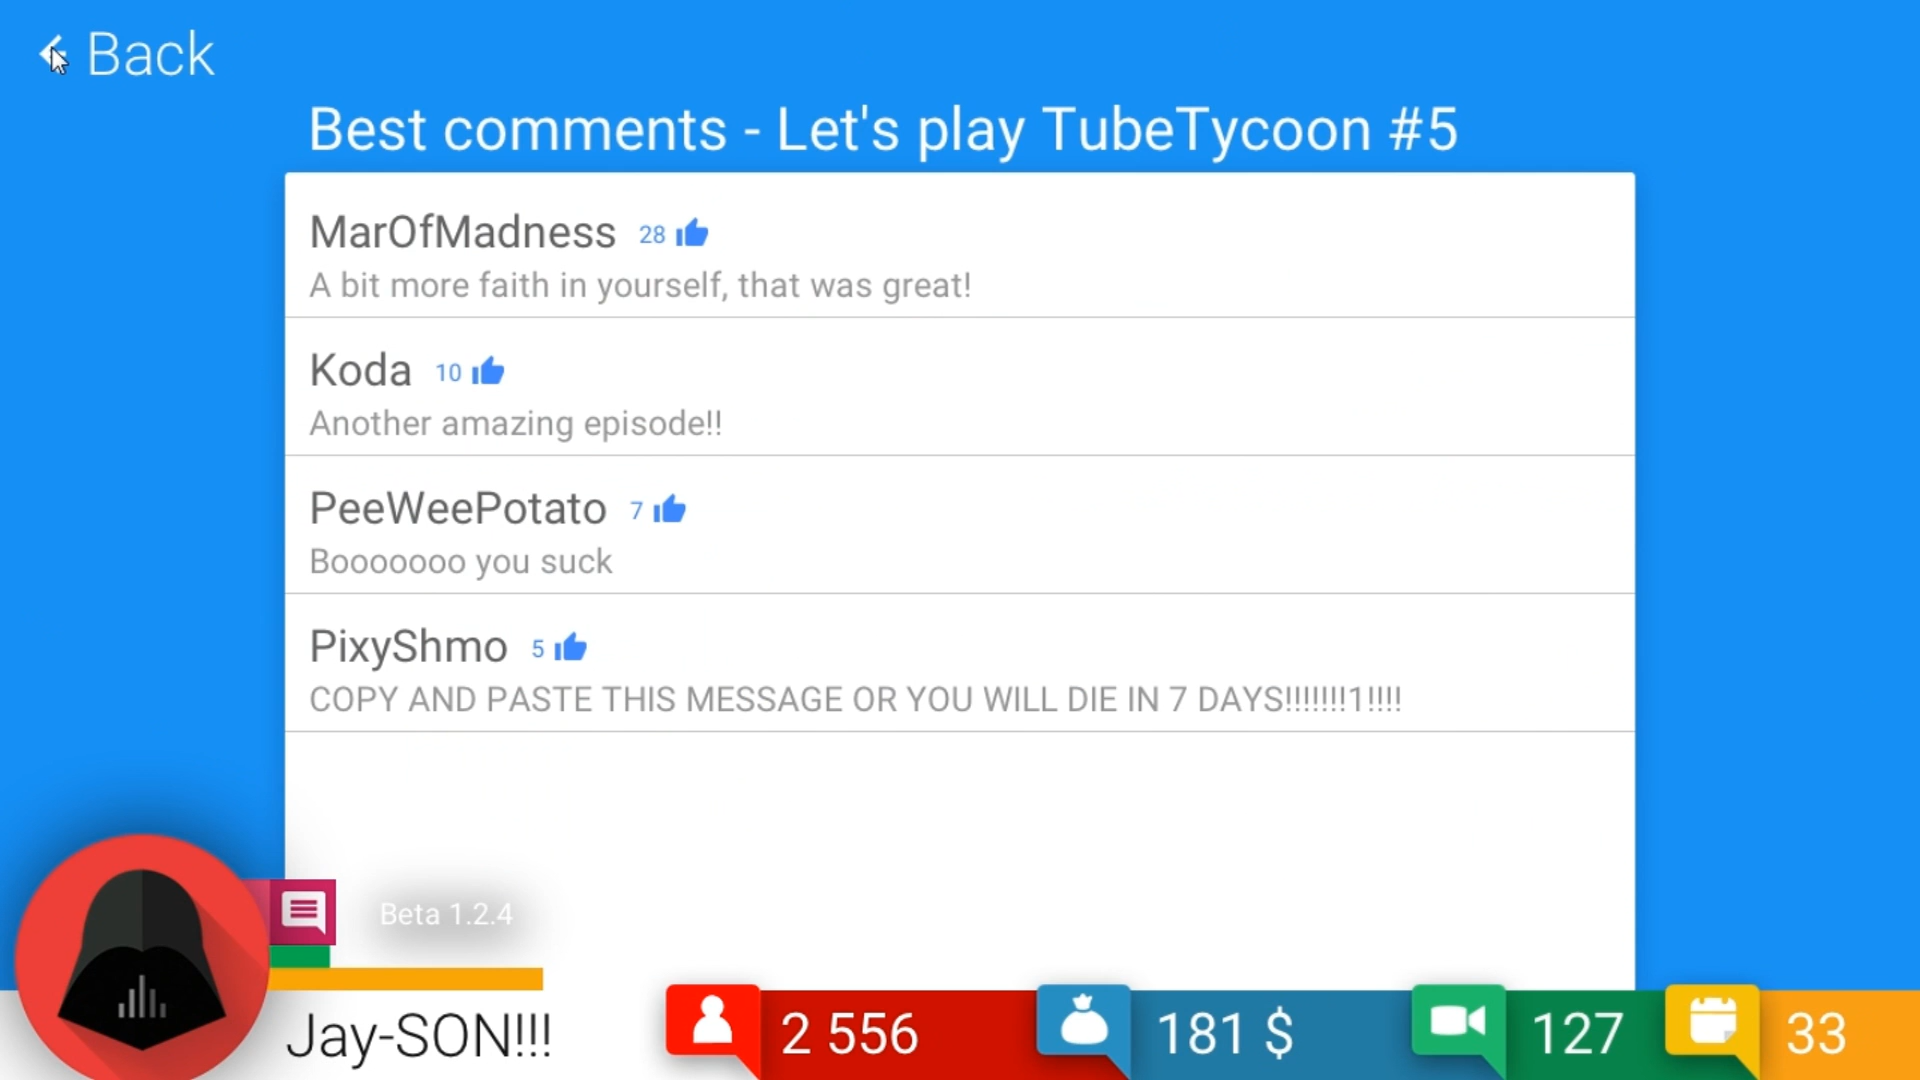 Back
Best comments - Let's play TubeTycoon #5
MarOfMadness 28
A bit more faith in yourself, that was great!
Koda 10
Another amazing episode!!
PeeWeePotato 7
Booooooo you suck
PixyShmo 5
COPY AND PASTE THIS MESSAGE OR YOU WILL DIE IN 7 DAYS!!!!!!!1!!!!
Beta 1.2.4
Jay-SON!!! 2 556 181 $ 127 33